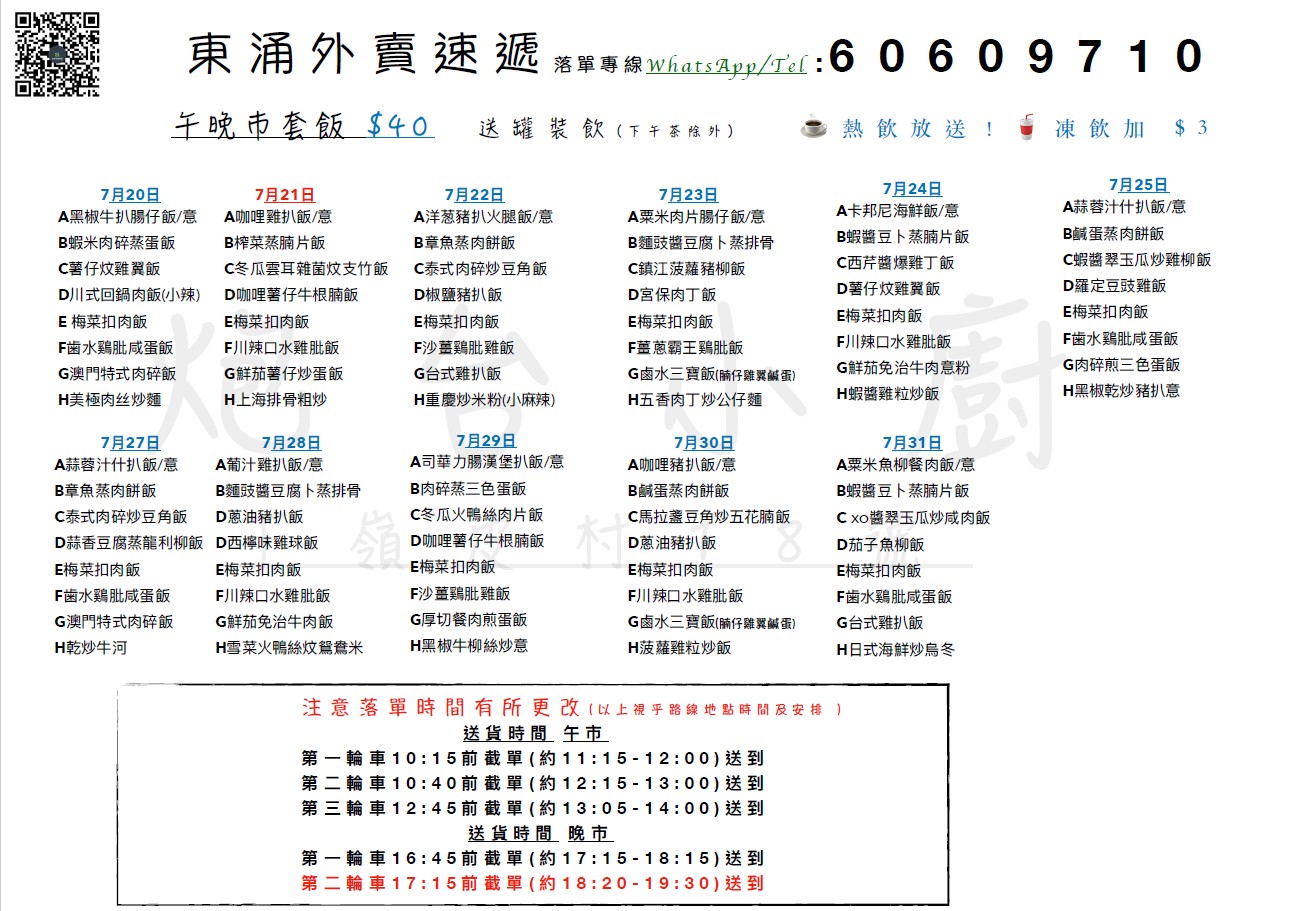 東涌外賣速遞 落單專線WhatsApp/Tel:60609710
午晚市套飯 $40 送罐裝飲(下午茶除外) 熱飲放送! 凍飲加 $3
7月20日
A黑椒牛扒腸仔飯/意
B蝦米肉碎蒸蛋飯
C薯仔炆雞翼飯
D川式回鍋肉飯(小辣)
E 梅菜扣肉飯
F歯水鷄肶咸蛋飯
G澳門特式肉碎飯
H美極肉丝炒麵
7月21日
A咖哩雞扒飯/意
B榨菜蒸腩片飯
C冬瓜雲耳雜菌炆支竹飯
D咖哩薯仔牛根腩飯
E梅菜扣肉飯
F川辣口水雞肶飯
G鮮茄薯仔炒蛋飯
H上海排骨粗炒
7月22日
A洋葱豬扒火腿飯/意
B章魚蒸肉餅飯
C泰式肉碎炒豆角飯
D椒鹽豬扒飯
E梅菜扣肉飯
F沙薑鷄肶雞飯
G台式雞扒飯
H重慶炒米粉(小麻辣)
7月23日
A粟米肉片腸仔飯/意
B麵豉醬豆腐卜蒸排骨
C鎮江菠蘿豬柳飯
D宮保肉丁飯
E梅菜扣肉飯
F薑蔥霸王鷄肶飯
G鹵水三寶飯(腩仔雞翼鹹蛋)
H五香肉丁炒公仔麵
7月24日
A卡邦尼海鮮飯/意
B蝦醬豆卜蒸腩片飯
C西芹醬爆雞丁飯
D薯仔炆雞翼飯
E梅菜扣肉飯
F川辣口水雞肶飯
G鮮茄免治牛肉意粉
H蝦醬雞粒炒飯
7月25日
A蒜蓉汁什扒飯/意
B鹹蛋蒸肉餅飯
C蝦醬翠玉瓜炒雞柳飯
D羅定豆豉雞飯
E梅菜扣肉飯
F歯水鷄肶咸蛋飯
G肉碎煎三色蛋飯
H黑椒乾炒豬扒意
7月27日
A蒜蓉汁什扒飯/意
B章魚蒸肉餅飯
C泰式肉碎炒豆角飯
D蒜香豆腐蒸龍利柳飯
E梅菜扣肉飯
F歯水鷄肶咸蛋飯
G澳門特式肉碎飯
H乾炒牛河
7月28日
A葡汁雞扒飯/意
B麵豉醬豆腐卜蒸排骨
D蔥油豬扒飯
D西檸味雞球飯
E梅菜扣肉飯
F川辣口水雞肶飯
G鮮茄免治牛肉飯
H雪菜火鴨絲炆鴛鴦米
7月29日
A司華力腸漢堡扒飯/意
B肉碎蒸三色蛋飯
C冬瓜火鴨絲肉片飯
D咖哩薯仔牛根腩飯
E梅菜扣肉飯
F沙薑鷄肶雞飯
G厚切餐肉煎蛋飯
H黑椒牛柳絲炒意
7月30日
A咖哩豬扒飯/意
B鹹蛋蒸肉餅飯
C馬拉盞豆角炒五花腩飯
D蔥油豬扒飯
E梅菜扣肉飯
F川辣口水雞肶飯
G鹵水三寶飯(腩仔雞翼鹹蛋)
H菠蘿雞粒炒飯
7月31日
A粟米魚柳餐肉飯/意
B蝦醬豆卜蒸腩片飯
C xo醬翠玉瓜炒咸肉飯
D茄子魚柳飯
E梅菜扣肉飯
F歯水鷄肶咸蛋飯
G台式雞扒飯
H日式海鮮炒烏冬
炮台小廚
注意落單時間有所更改(以上視乎路線地點時間及安排 )
送貨時間 午市
第一輪車10:15前截單(約11:15-12:00)送到
第二輪車10:40前截單(約12:15-13:00)送到
第三輪車12:45前截單(約13:05-14:00)送到
送貨時間 晚市
第一輪車16:45前截單(約17:15-18:15)送到
第二輪車17:15前截單(約18:20-19:30)送到